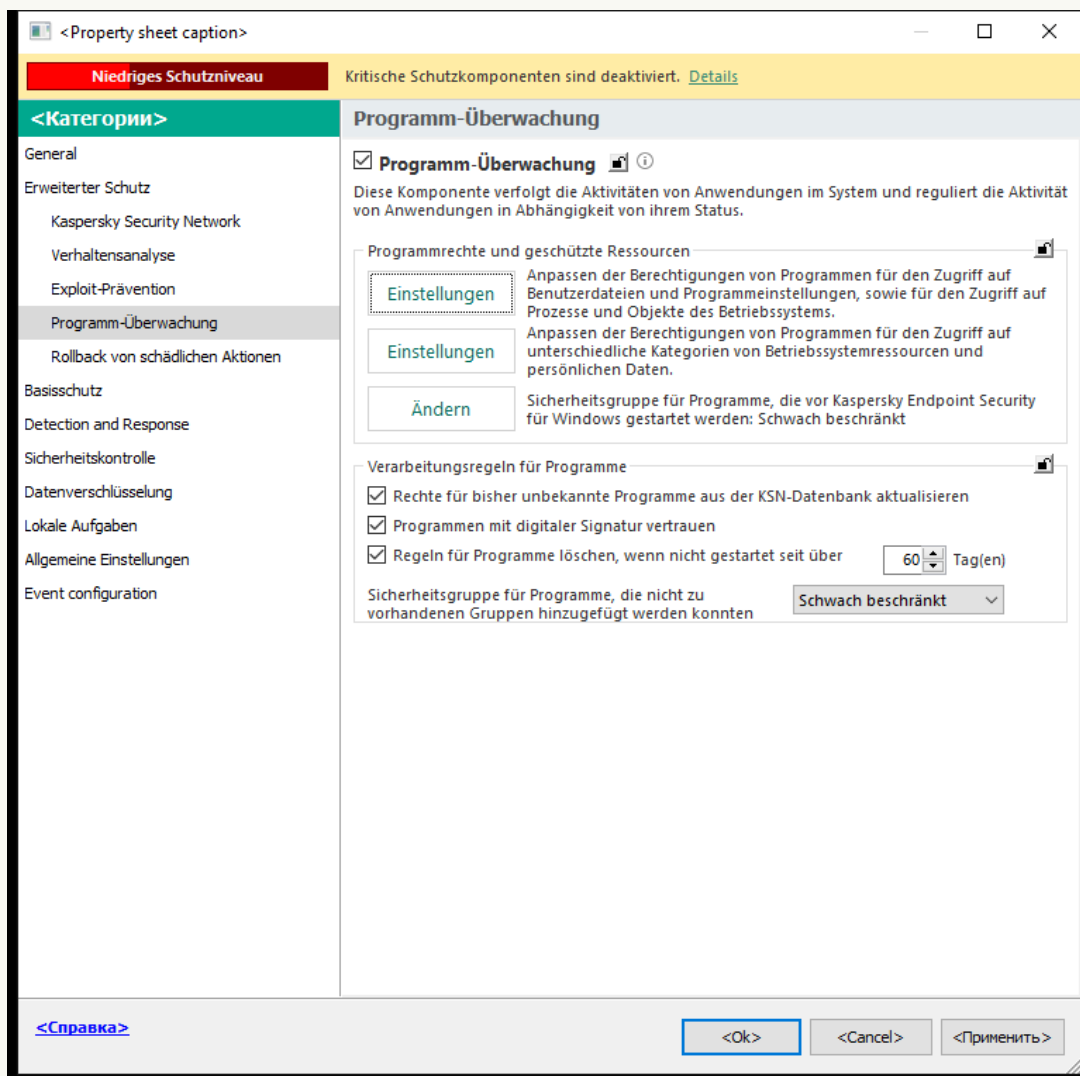 <Property sheet caption>
Niedriges Schutzniveau
Kritische Schutzkomponenten sind deaktiviert. Details
<Категории>
General
Erweiterter Schutz
Kaspersky Security Network
Verhaltensanalyse
Exploit-Prävention
Programm-Überwachung
Rollback von schädlichen Aktionen
Basisschutz
Detection and Response
Sicherheitskontrolle
Datenverschlüsselung
Lokale Aufgaben
Allgemeine Einstellungen
Event configuration
Programm-Überwachung
Programm-Überwachung
Diese Komponente verfolgt die Aktivitäten von Anwendungen im System und reguliert die Aktivität
von Anwendungen in Abhängigkeit von ihrem Status.
Programmrechte und geschützte Ressourcen
Einstellungen
Anpassen der Berechtigungen von Programmen für den Zugriff auf
Benutzerdateien und Programmeinstellungen, sowie für den Zugriff auf
Prozesse und Objekte des Betriebssystems.
Einstellungen
Anpassen der Berechtigungen von Programmen für den Zugriff auf
unterschiedliche Kategorien von Betriebssystemressourcen und
persönlichen Daten.
Ändern
Sicherheitsgruppe für Programme, die vor Kaspersky Endpoint Security
für Windows gestartet werden: Schwach beschränkt
Verarbeitungsregeln für Programme
Rechte für bisher unbekannte Programme aus der KSN-Datenbank aktualisieren
Programmen mit digitaler Signatur vertrauen
Regeln für Programme löschen, wenn nicht gestartet seit über 60 Tag(en)
Sicherheitsgruppe für Programme, die nicht zu
vorhandenen Gruppen hinzugefügt werden konnten
Schwach beschränkt
<Справка>
<Ok>
<Cancel>
<Применить>